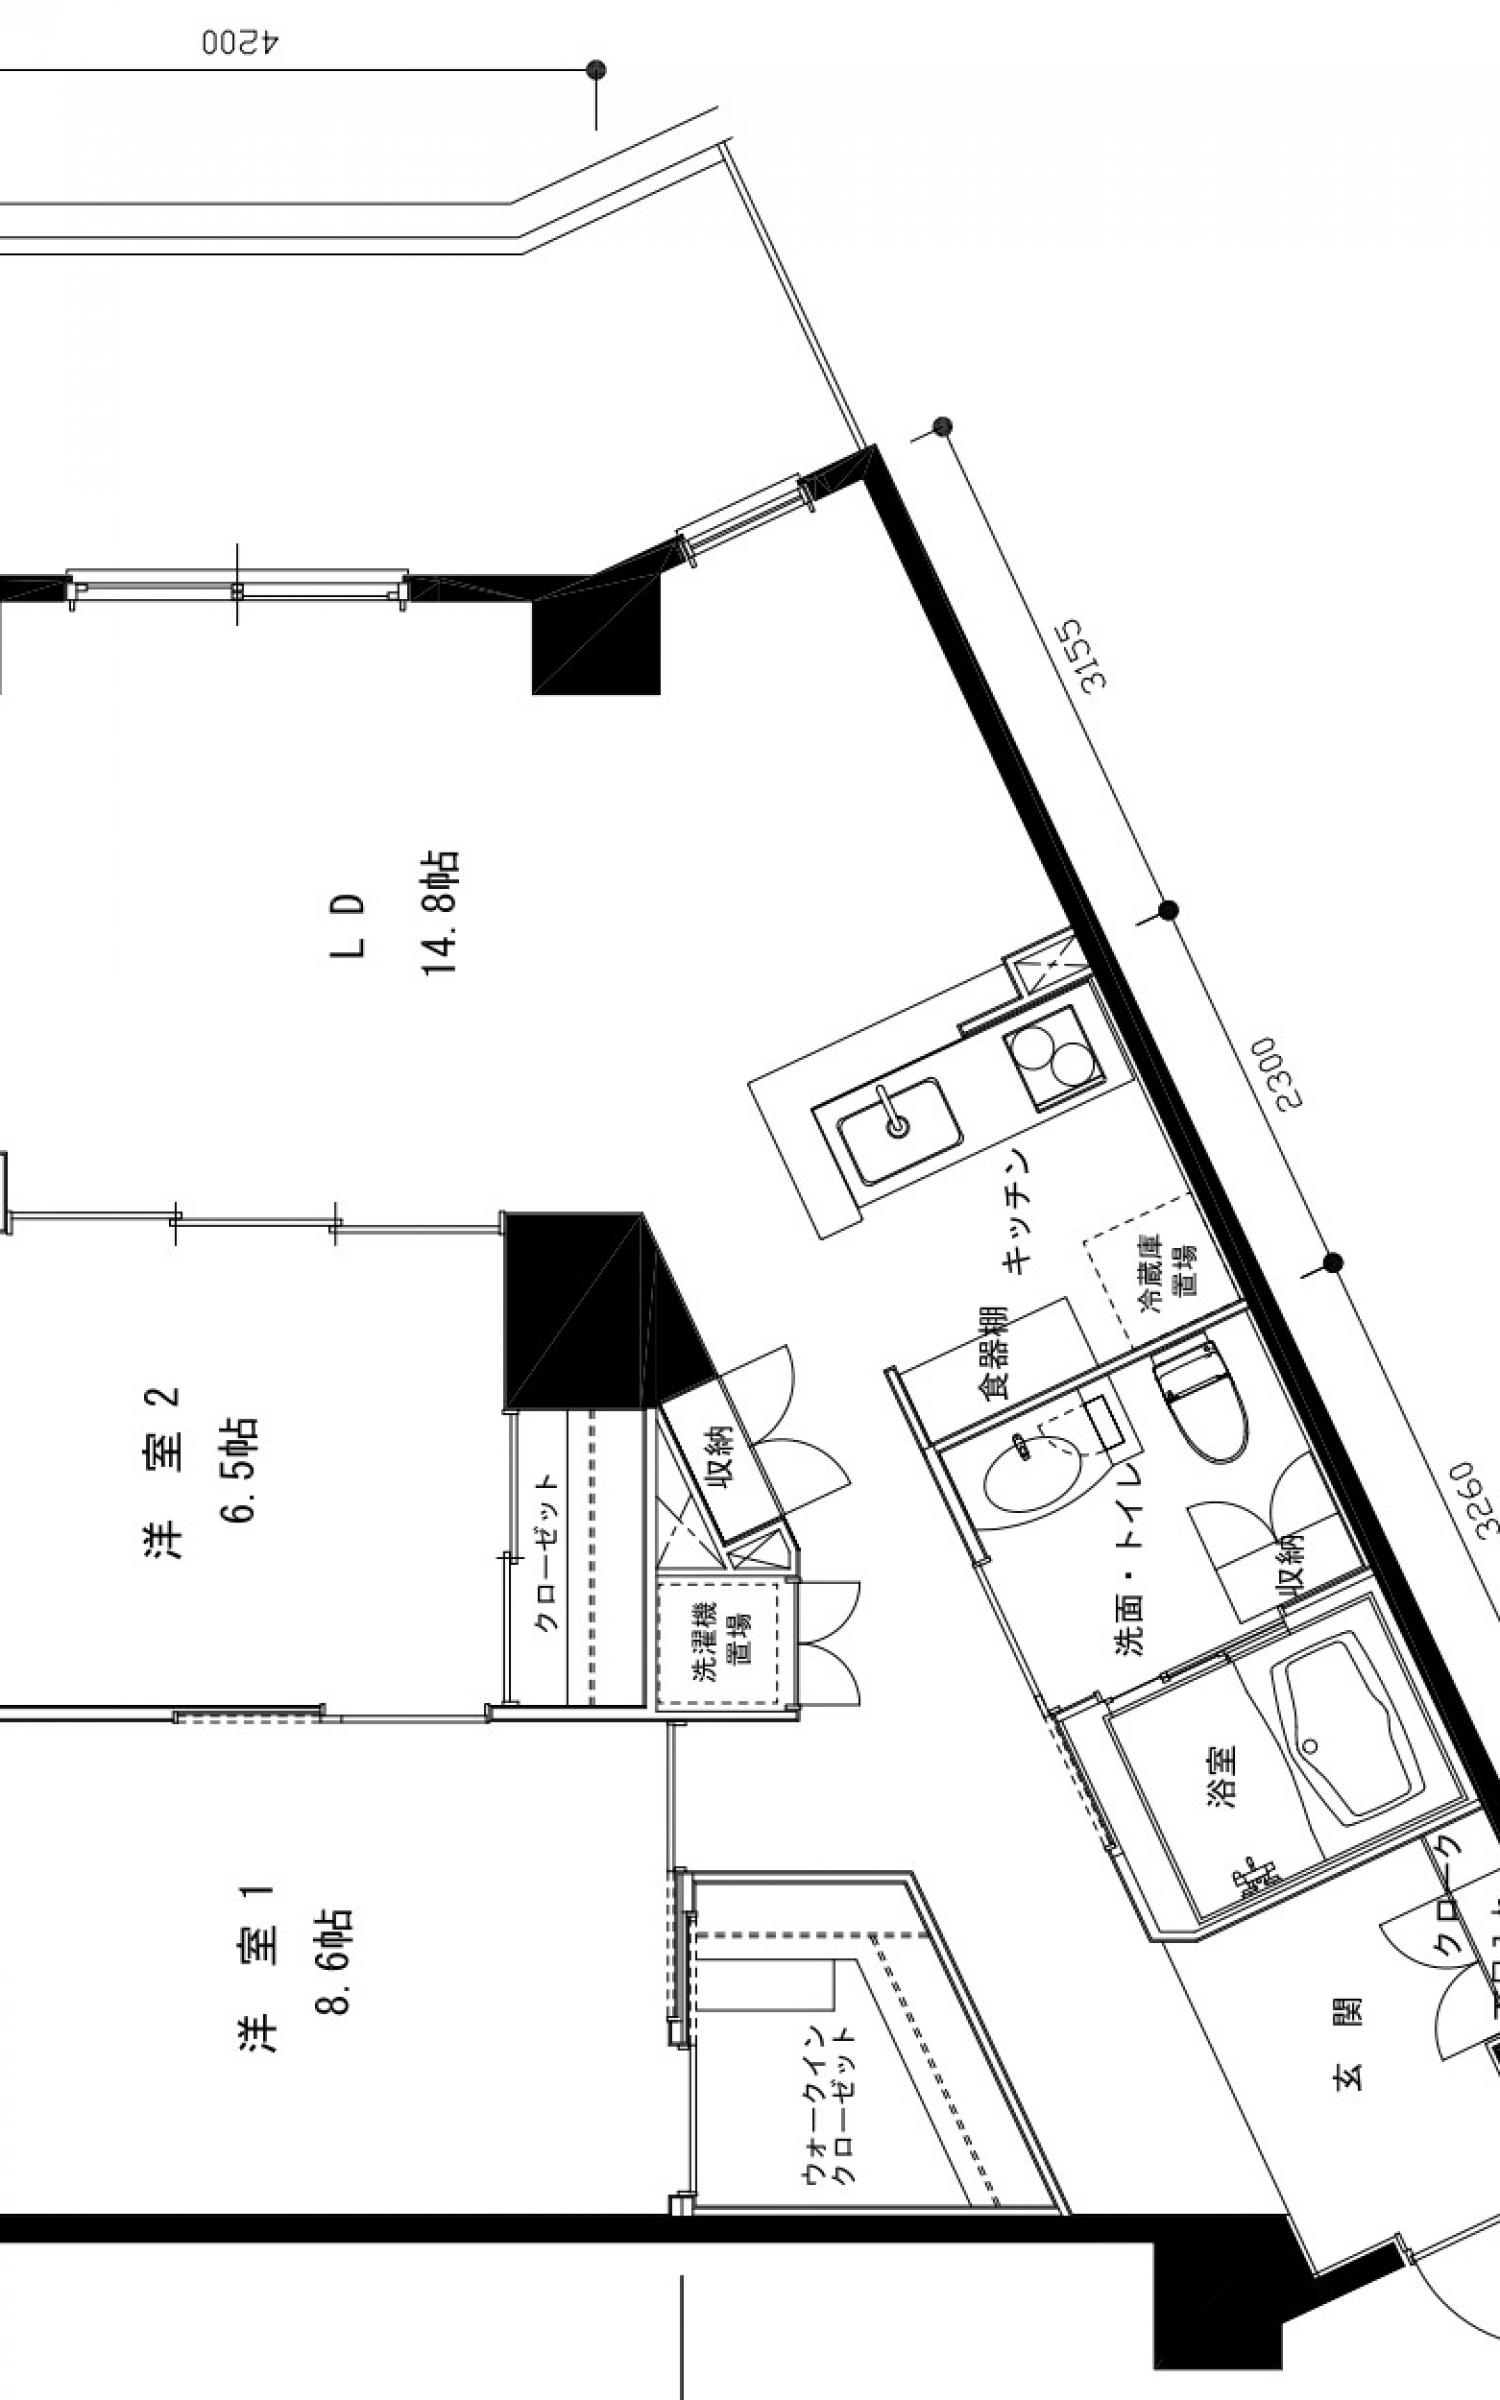 4200
3155
2300
3260
ＬＤ
14.8帖
キッチン
冷蔵庫
置場
食器棚
洋室2
6.5帖
クローゼット
収納
洗濯機
置場
洗面・トイレ
収納
浴室
洋室1
8.6帖
ウォークイン
クローゼット
クローク
玄関